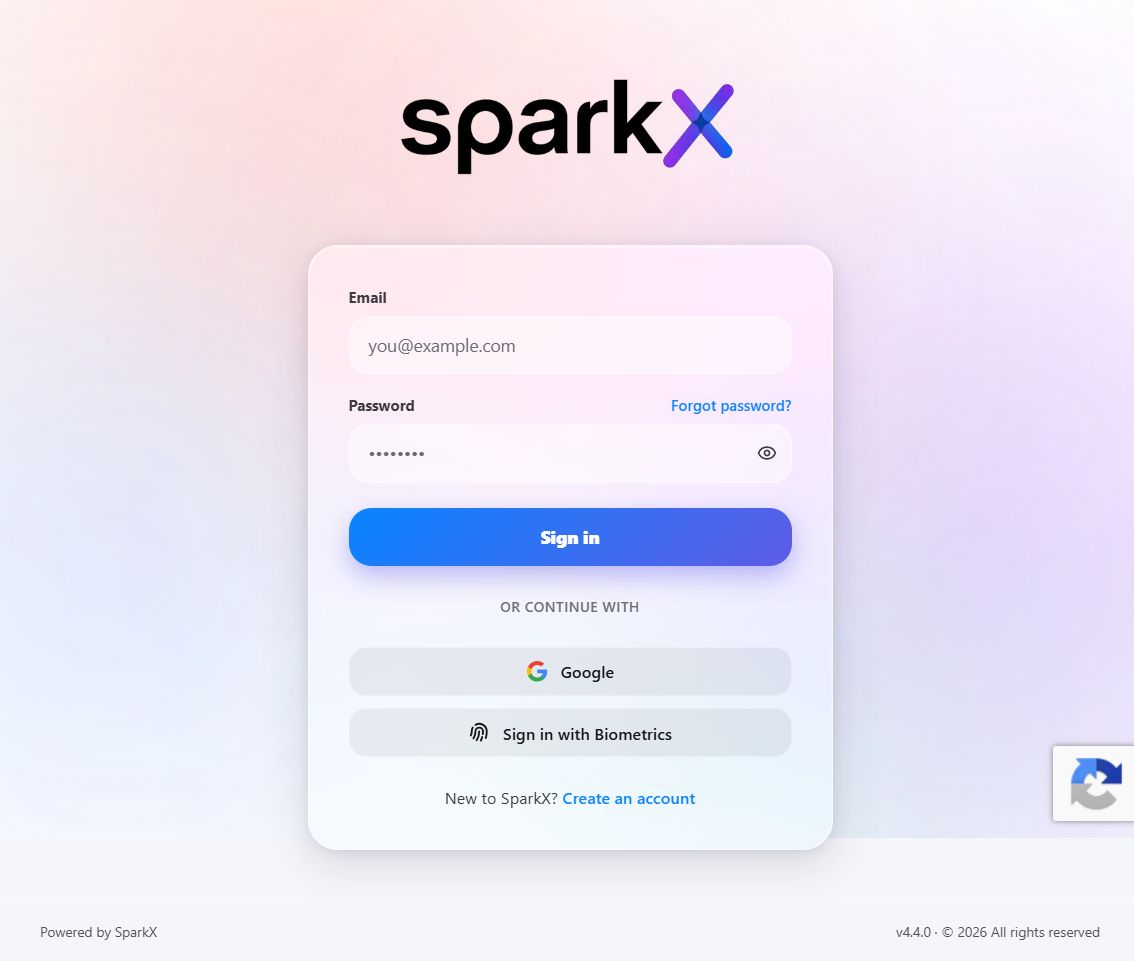 sparkX
Email
you@example.com
Password Forgot password?
••••••••
Sign in
OR CONTINUE WITH
Google
Sign in with Biometrics
New to SparkX? Create an account
Powered by SparkX
v4.4.0 · © 2026 All rights reserved